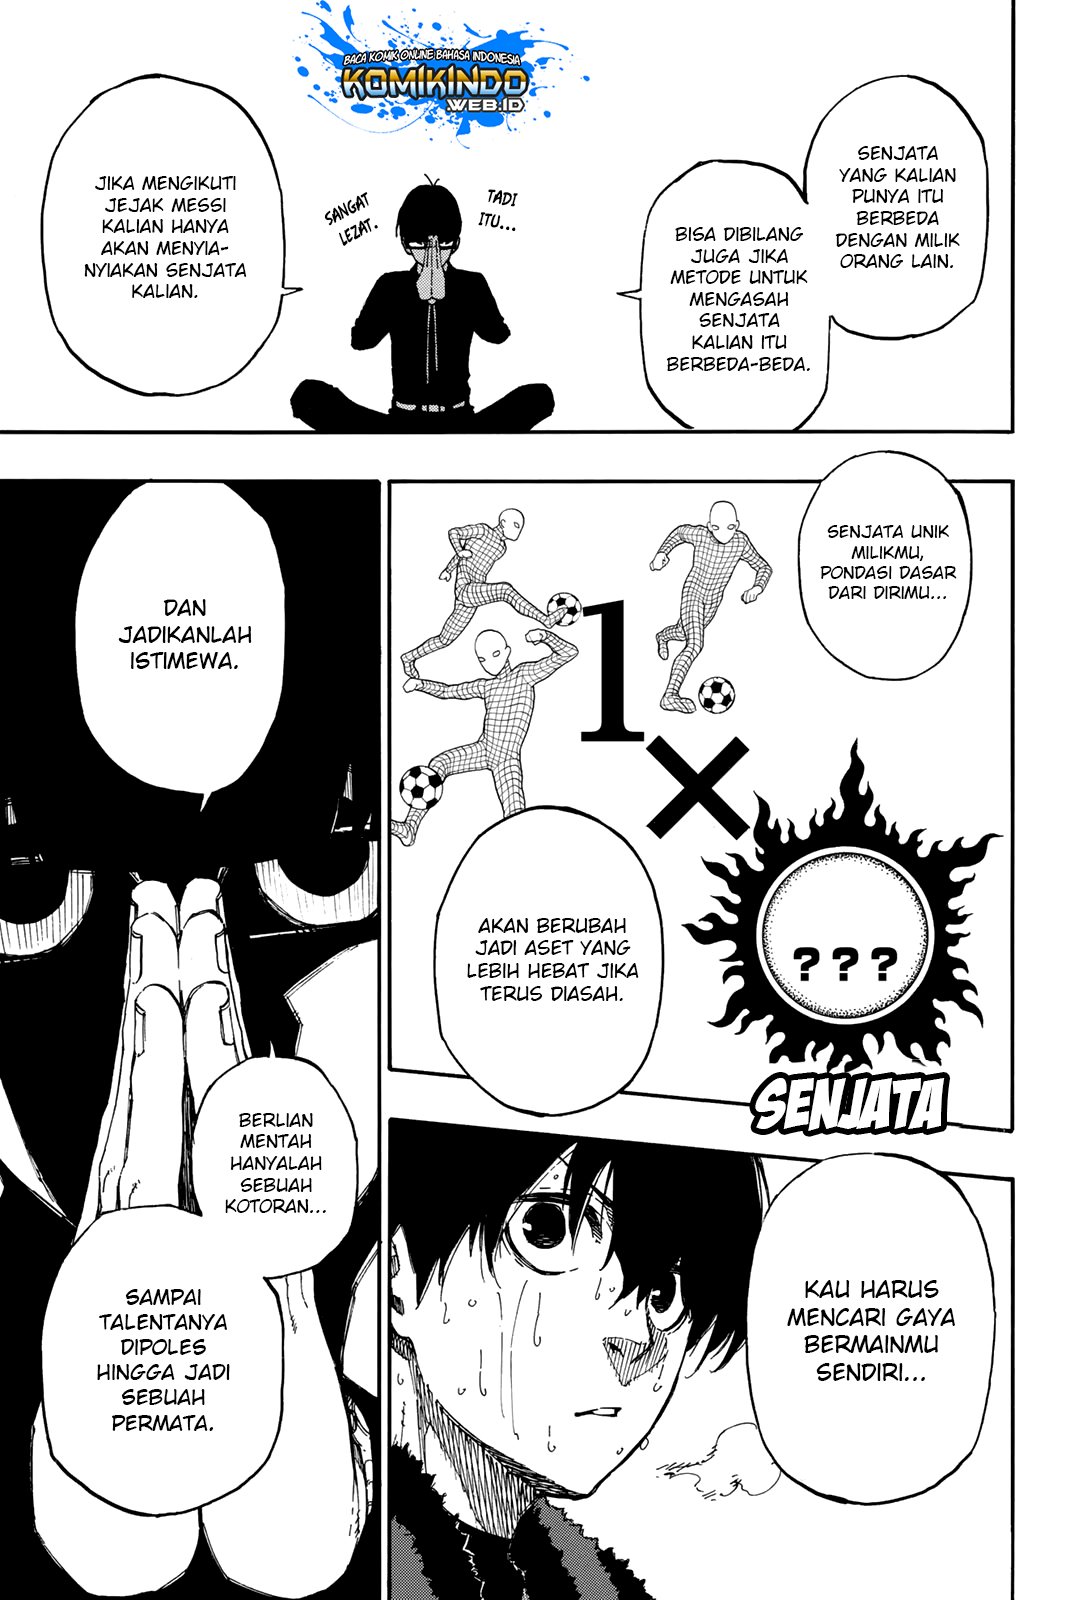 BACA KOMIK ONLINE BAHASA INDONESIA
KOMIKINDO
WEB.ID
SENJATA
YANG KALIAN
PUNYA ITU
BERBEDA
DENGAN MILIK
ORANG LAIN.
BISA DIBILANG
JUGA JIKA
METODE UNTUK
MENGASAH
SENJATA
KALIAN ITU
BERBEDA-BEDA.
TADI
ITU...
SANGAT
LEZAT.
JIKA MENGIKUTI
JEJAK MESSI
KALIAN HANYA
AKAN MENYIA-
NYIAKAN SENJATA
KALIAN.
SENJATA UNIK
MILIKMU,
PONDASI DASAR
DARI DIRIMU...
1
×
???
SENJATA
AKAN BERUBAH
JADI ASET YANG
LEBIH HEBAT JIKA
TERUS DIASAH.
DAN
JADIKANLAH
ISTIMEWA.
BERLIAN
MENTAH
HANYALAH
SEBUAH
KOTORAN...
SAMPAI
TALENTANYA
DIPOLES
HINGGA JADI
SEBUAH
PERMATA.
KAU HARUS
MENCARI GAYA
BERMAINMU
SENDIRI...